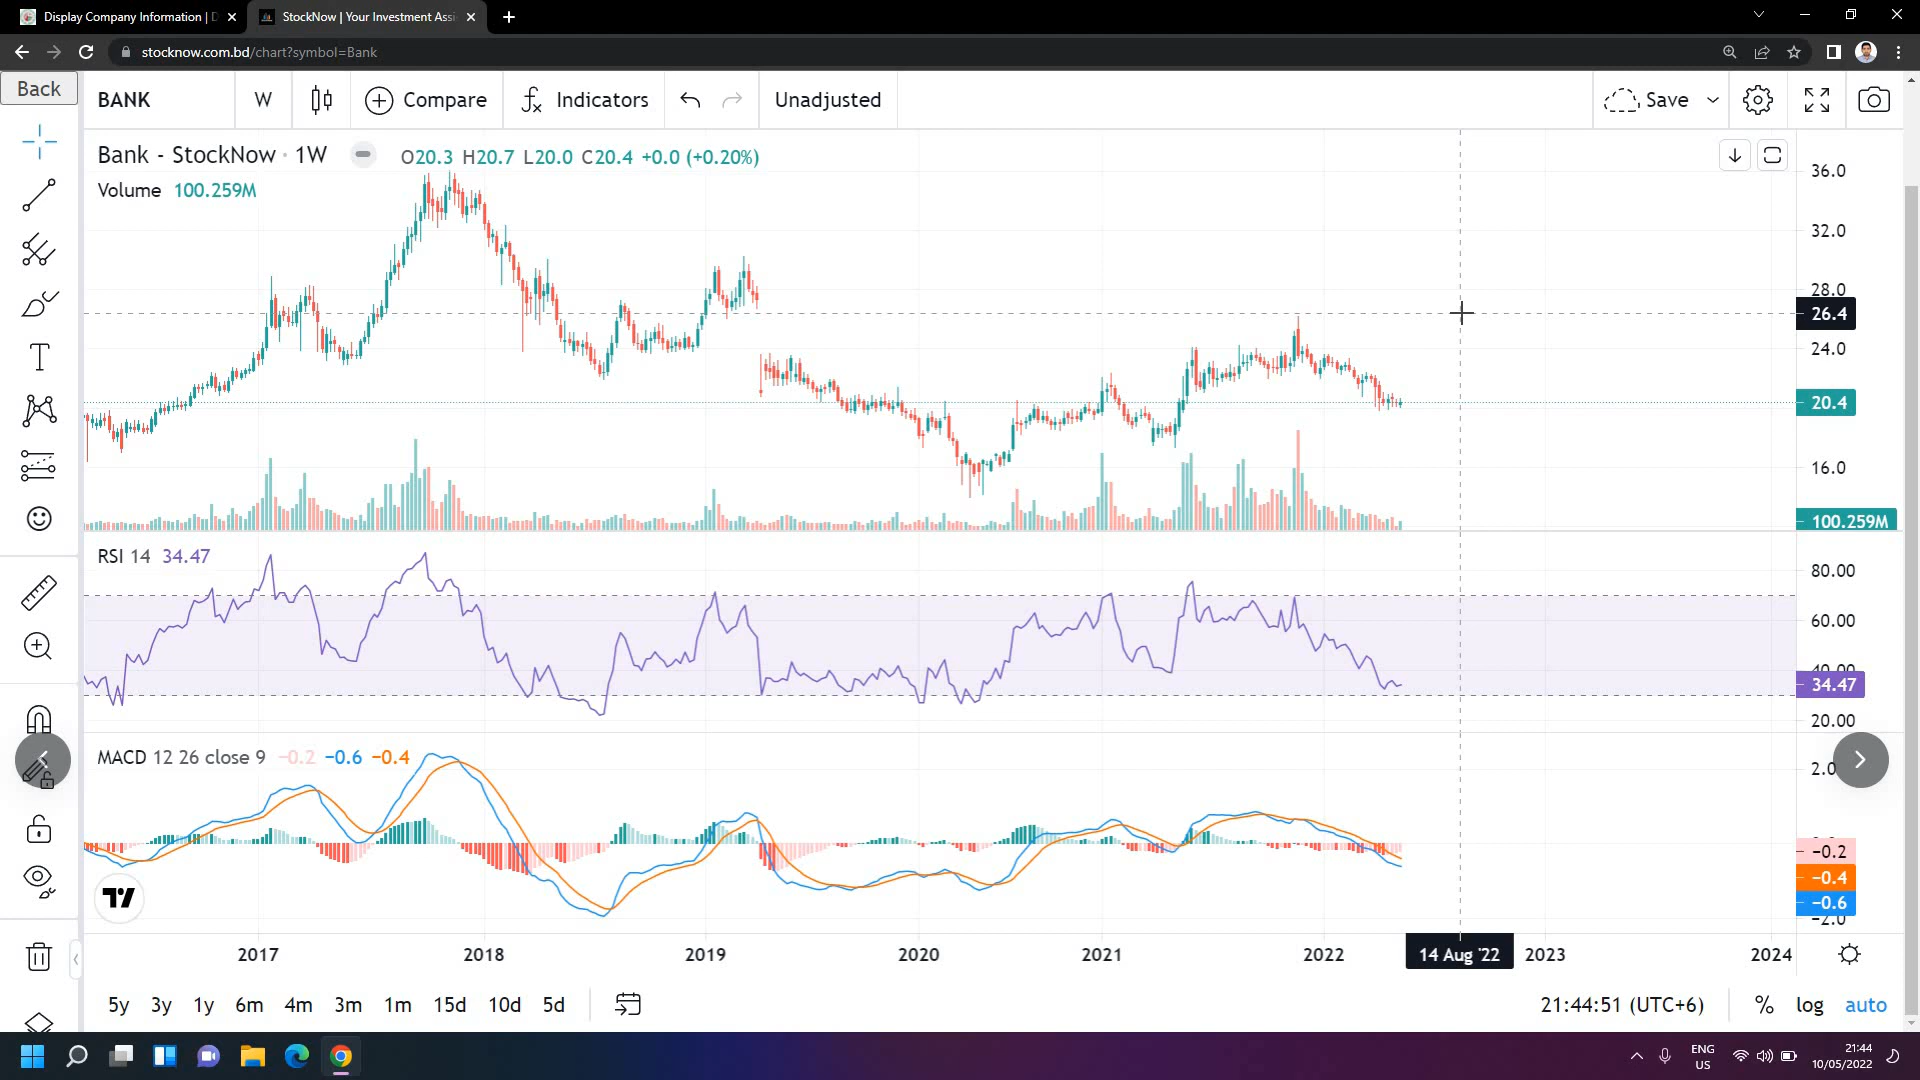 Display Company Information | D
StockNow | Your Investment Assi
stocknow.com.bd/chart?symbol=Bank
Back
BANK
W
Compare
Indicators
Unadjusted
Save
Bank - StockNow · 1W
O20.3 H20.7 L20.0 C20.4 +0.0 (+0.20%)
Volume 100.259M
36.0
32.0
28.0
26.4
24.0
20.4
16.0
100.259M
RSI 14 34.47
80.00
60.00
40.00
34.47
20.00
MACD 12 26 close 9 −0.2 −0.6 −0.4
2.0
−0.2
−0.4
−0.6
−2.0
2017 2018 2019 2020 2021 2022 14 Aug '22 2023 2024
5y 3y 1y 6m 4m 3m 1m 15d 10d 5d
21:44:51 (UTC+6) % log auto
ENG
US
21:44
10/05/2022